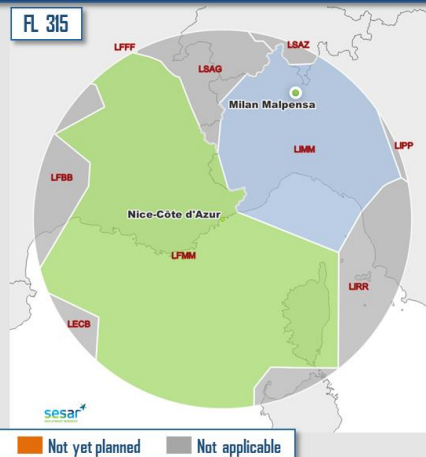 FL 315
LFFF
LSAZ
LSAG
Milan Malpensa
LIMM
LIPP
LFBB
Nice-Côte d'Azur
LFMM
LIRR
LECB
sesar
Not yet planned
Not applicable